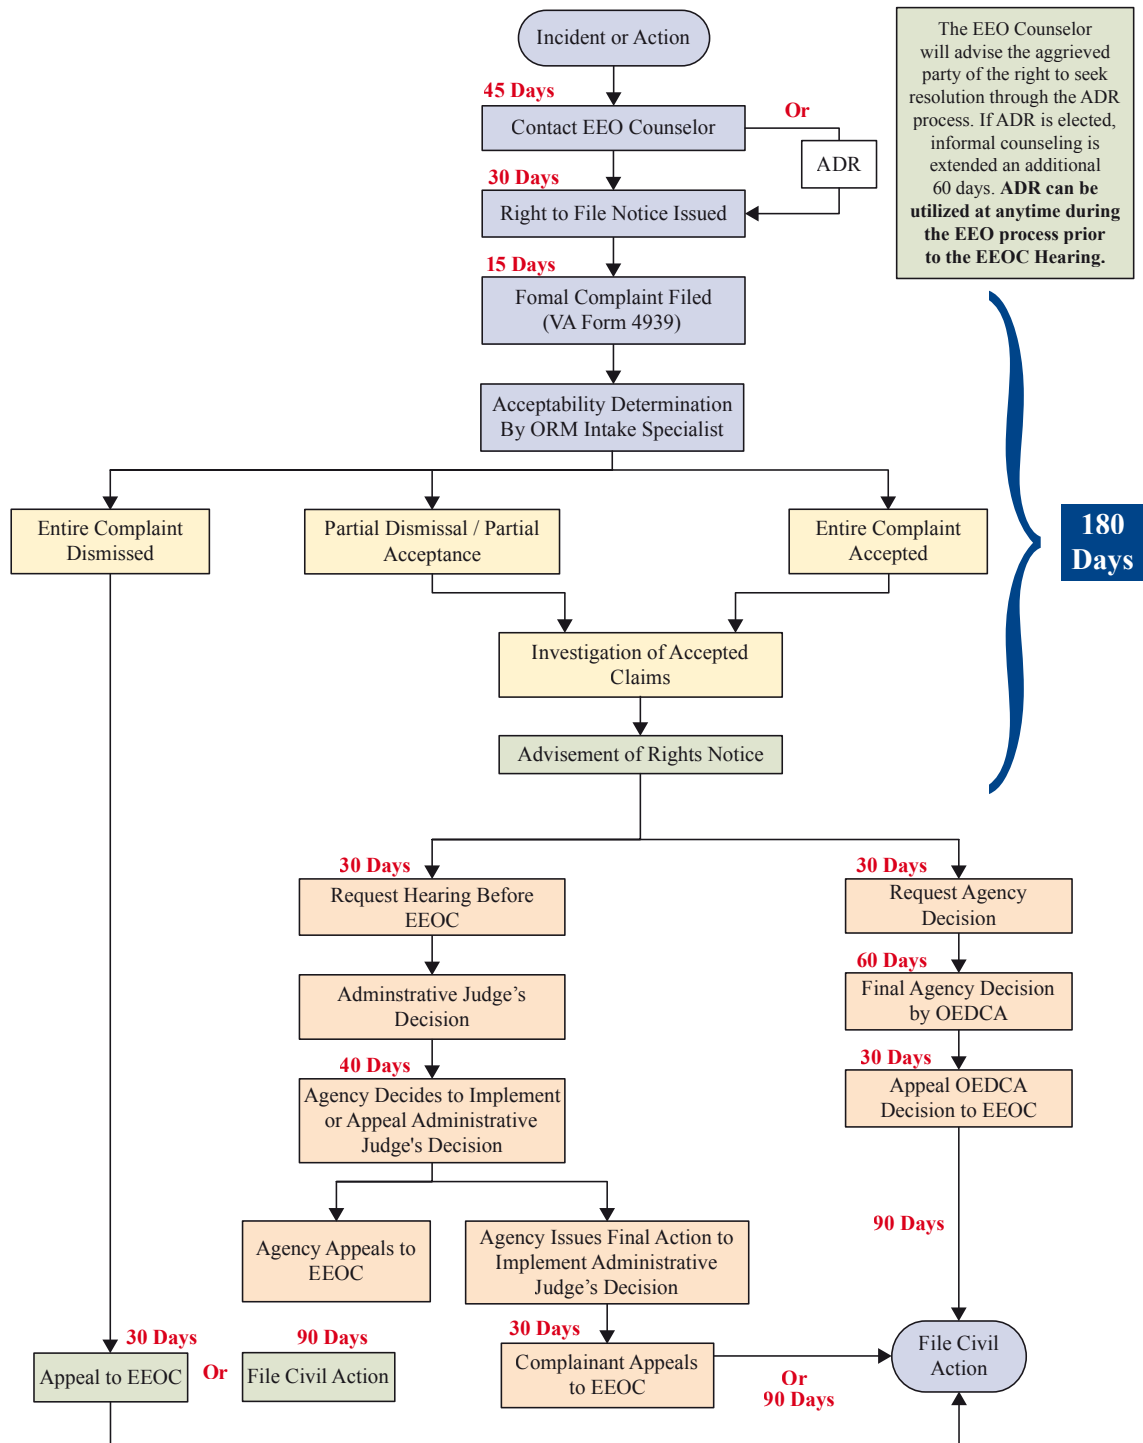 Incident or Action
The EEO Counselor
will advise the aggrieved
party of the right to seek
resolution through the ADR
process. If ADR is elected,
informal counseling is
extended an additional
60 days. ADR can be
utilized at anytime during
the EEO process prior
to the EEOC Hearing.
45 Days
Contact EEO Counselor
Or
ADR
30 Days
Right to File Notice Issued
15 Days
Fomal Complaint Filed
(VA Form 4939)
Acceptability Determination
By ORM Intake Specialist
180
Days
Entire Complaint
Dismissed
Partial Dismissal / Partial
Acceptance
Entire Complaint
Accepted
Investigation of Accepted
Claims
Advisement of Rights Notice
30 Days
Request Hearing Before
EEOC
Adminstrative Judge’s
Decision
40 Days
Agency Decides to Implement
or Appeal Administrative
Judge's Decision
Agency Appeals to
EEOC
Agency Issues Final Action to
Implement Administrative
Judge’s Decision
30 Days
Complainant Appeals
to EEOC
Or
90 Days
30 Days
Request Agency
Decision
60 Days
Final Agency Decision
by OEDCA
30 Days
Appeal OEDCA
Decision to EEOC
90 Days
File Civil
Action
30 Days
Appeal to EEOC
Or
90 Days
File Civil Action